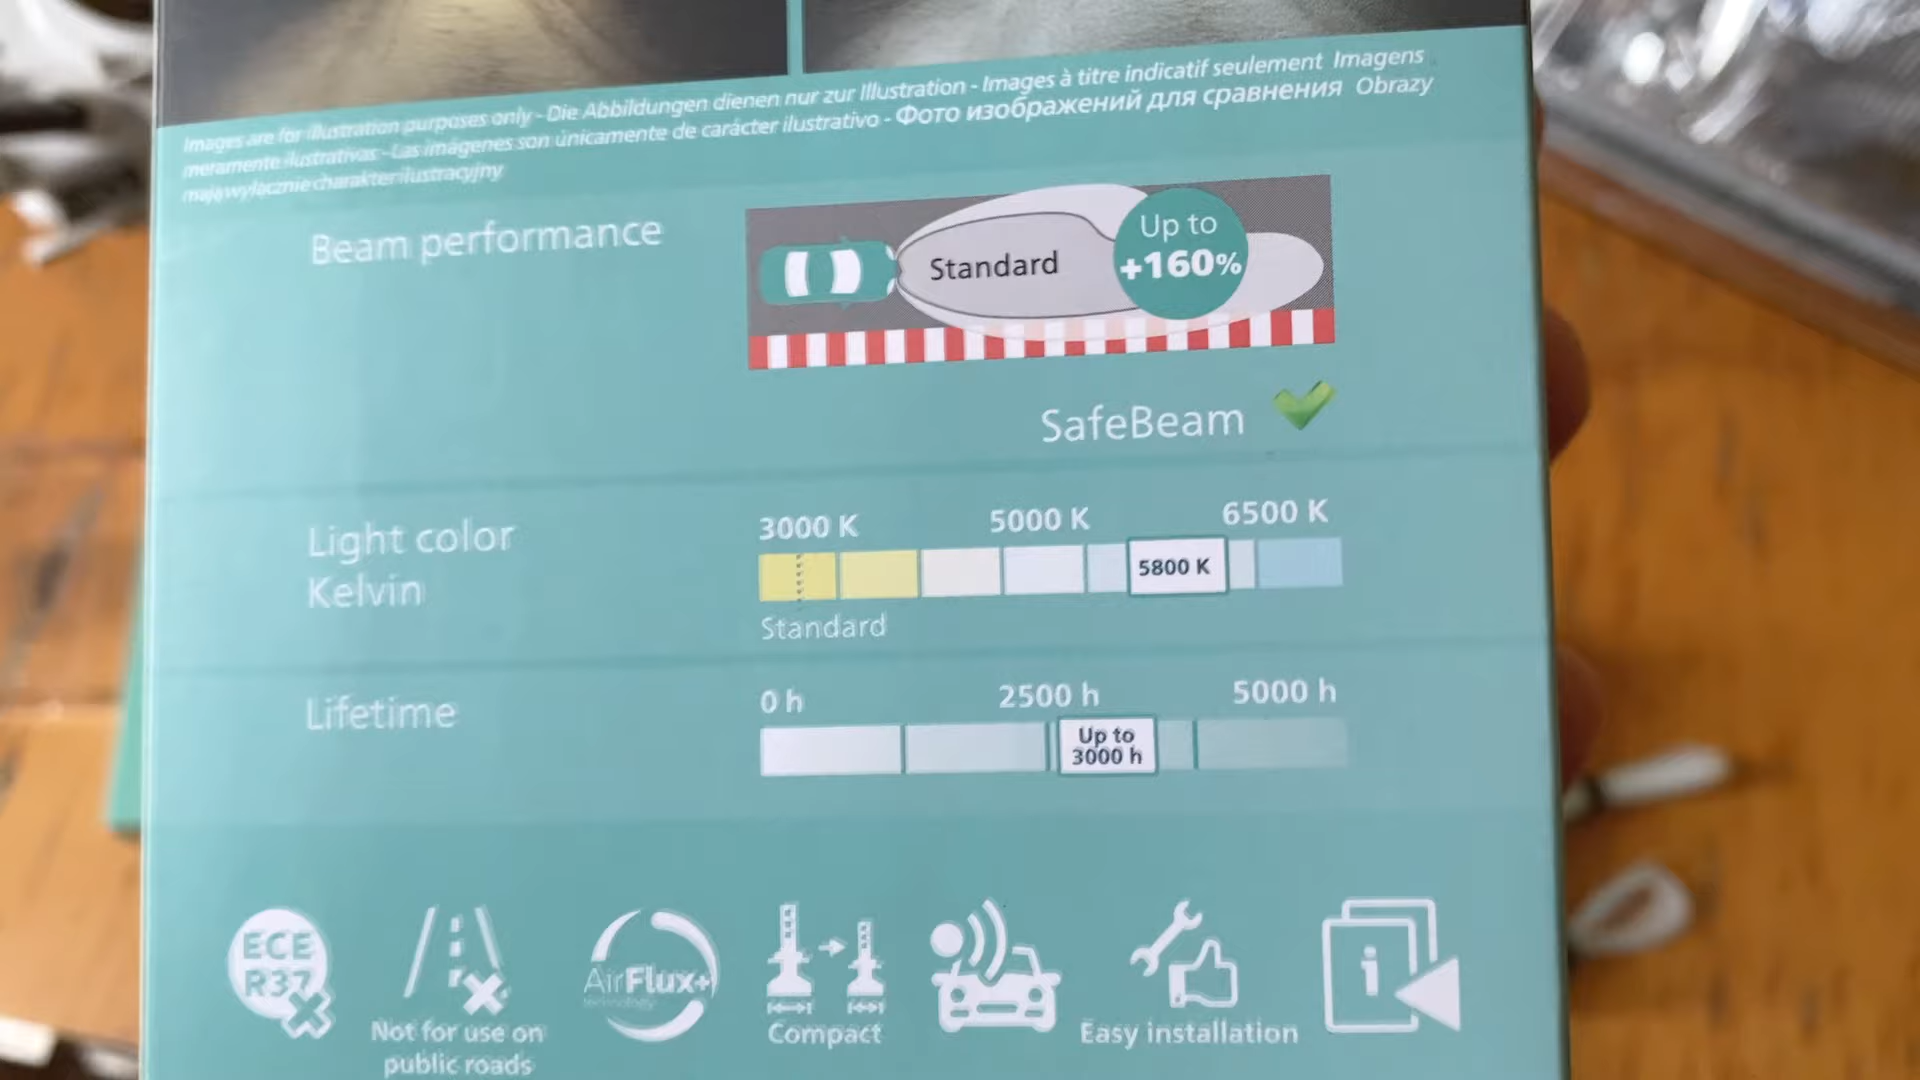 Images are for illustration purposes only - Die Abbildungen dienen nur zur Illustration - Images à titre indicatif seulement Imagens
meramente ilustrativas - Las imágenes son únicamente de carácter ilustrativo - Фото изображений для сравнения Obrazy
mają wyłącznie charakter ilustracyjny
Beam performance
Standard
Up to
+160%
SafeBeam
Light color
Kelvin
3000 K 5000 K 6500 K
5800 K
Standard
Lifetime
0 h 2500 h 5000 h
Up to
3000 h
ECE
R37
Not for use on
public roads
AirFlux+
technology
Compact
Easy installation
i